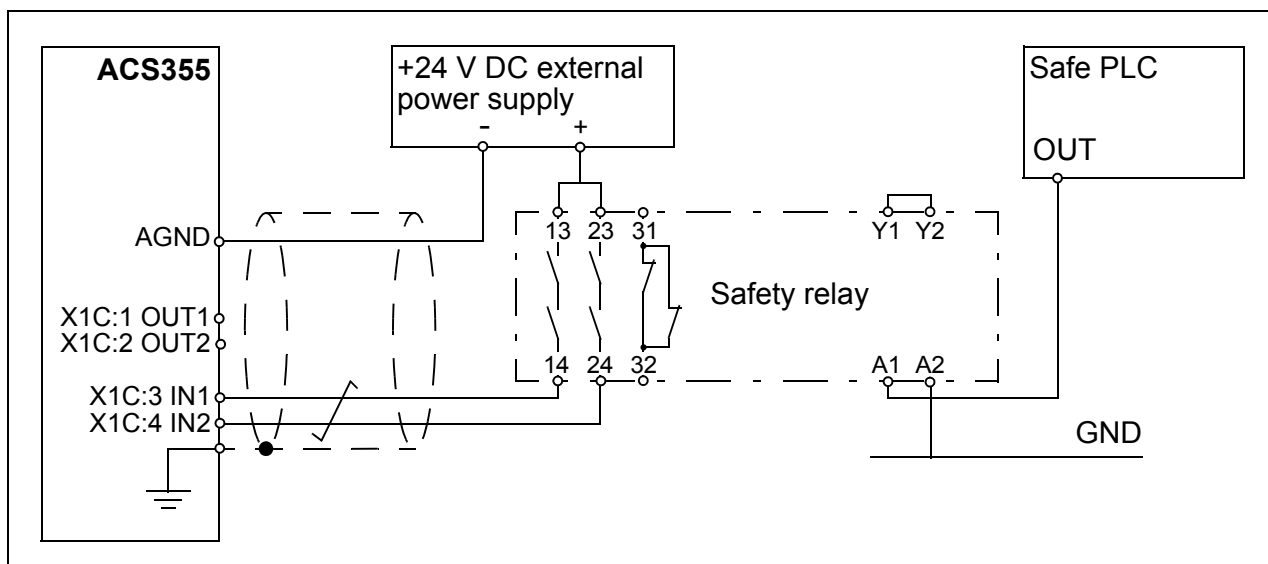 ACS355
+24 V DC external
power supply
- +
Safe PLC
OUT
AGND
13 23 31
Y1 Y2
Safety relay
X1C:1 OUT1
X1C:2 OUT2
14 24 32
A1 A2
X1C:3 IN1
X1C:4 IN2
GND